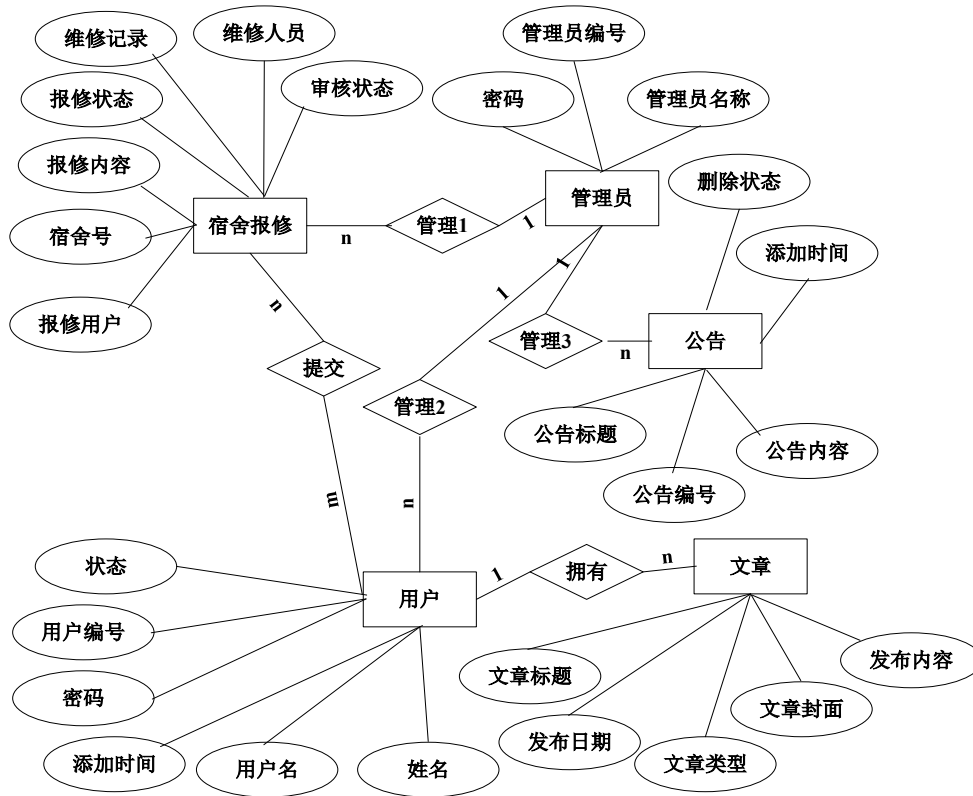 维修记录
维修人员
管理员编号
报修状态
审核状态
密码
管理员名称
报修内容
删除状态
宿舍报修
管理员
宿舍号
n
管理1
1
添加时间
报修用户
n
1
1
管理3
n
公告
提交
管理2
公告标题
公告内容
公告编号
m
n
状态
用户
1
拥有
n
文章
用户编号
文章标题
发布内容
密码
文章封面
添加时间
用户名
姓名
发布日期
文章类型